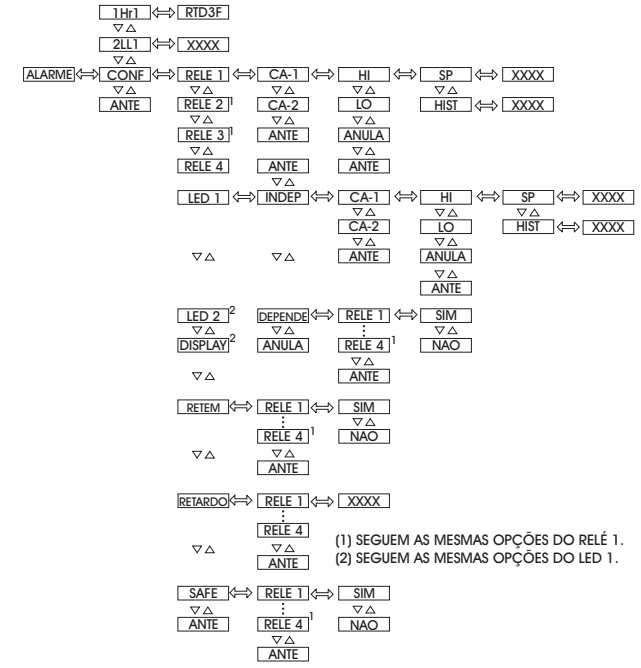 1Hr1 RTD3F
2LL1 XXXX
ALARME CONF RELE 1 CA-1 HI SP XXXX
ANTE RELE 2 1 CA-2 LO HIST XXXX
RELE 3 1 ANTE ANULA
RELE 4 ANTE ANTE
LED 1 INDEP CA-1 HI SP XXXX
CA-2 LO HIST XXXX
ANTE ANULA
ANTE
LED 2 2 DEPENDE RELE 1 SIM
DISPLAY 2 ANULA RELE 4 1 NAO
ANTE
RETEM RELE 1 SIM
RELE 4 1 NAO
ANTE
RETARDO RELE 1 XXXX
RELE 4
(1) SEGUEM AS MESMAS OPÇÕES DO RELÉ 1.
ANTE
(2) SEGUEM AS MESMAS OPÇÕES DO LED 1.
SAFE RELE 1 SIM
ANTE RELE 4 1 NAO
ANTE